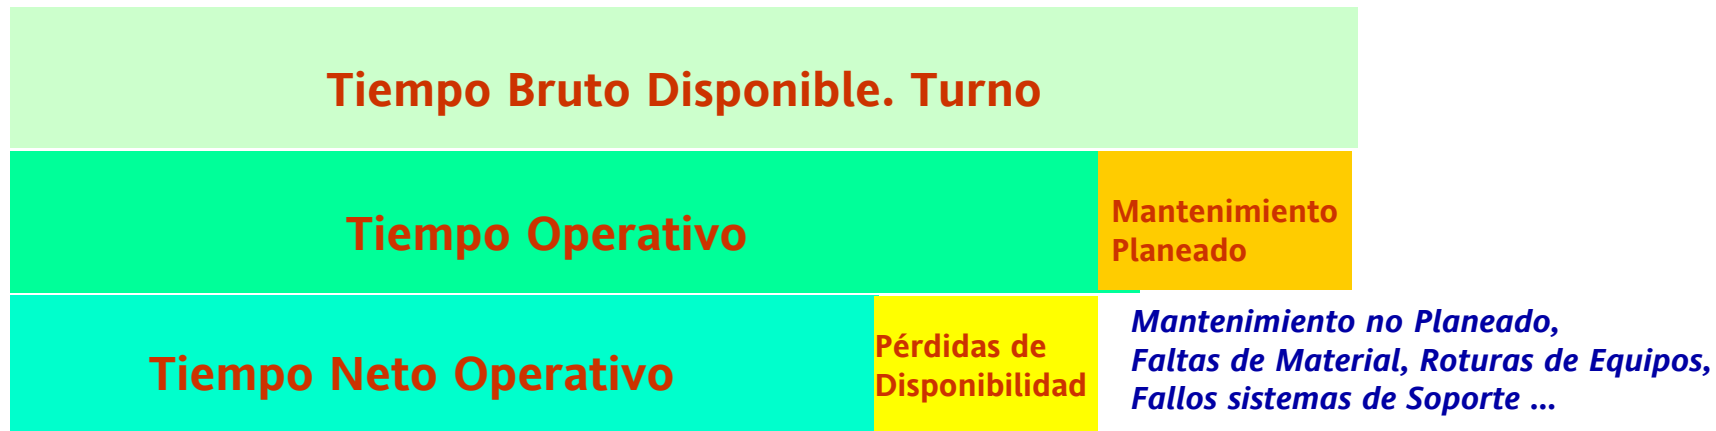 Tiempo Bruto Disponible. Turno
Tiempo Operativo
Mantenimiento
Planeado
Tiempo Neto Operativo
Pérdidas de
Disponibilidad
Mantenimiento no Planeado,
Faltas de Material, Roturas de Equipos,
Fallos sistemas de Soporte ...